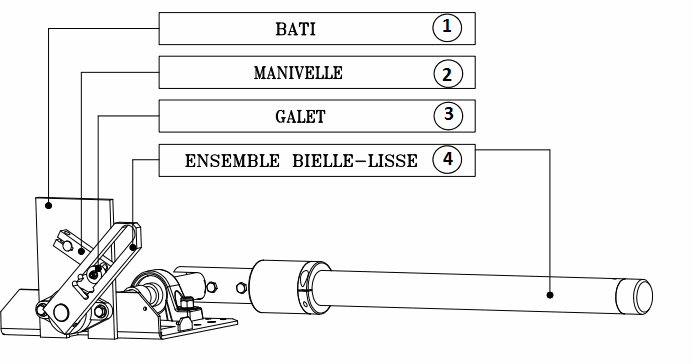 BATI 1
MANIVELLE 2
GALET 3
ENSEMBLE BIELLE-LISSE 4